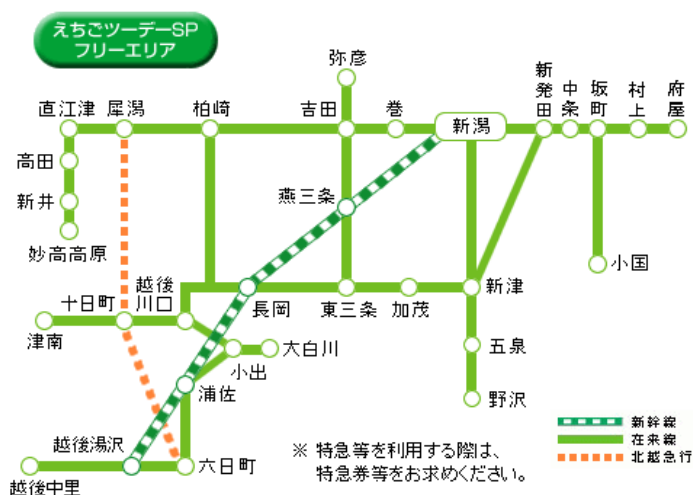 えちごツーデーSP
フリーエリア
弥彦
直江津
犀潟
柏崎
吉田
巻
新潟
新発田
中条
坂町
村上
府屋
高田
新井
妙高高原
燕三条
小国
越後
川口
十日町
津南
長岡
東三条
加茂
新津
五泉
野沢
大白川
小出
浦佐
越後湯沢
六日町
越後中里
※ 特急等を利用する際は、
特急券等をお求めください。
新幹線
在来線
北越急行